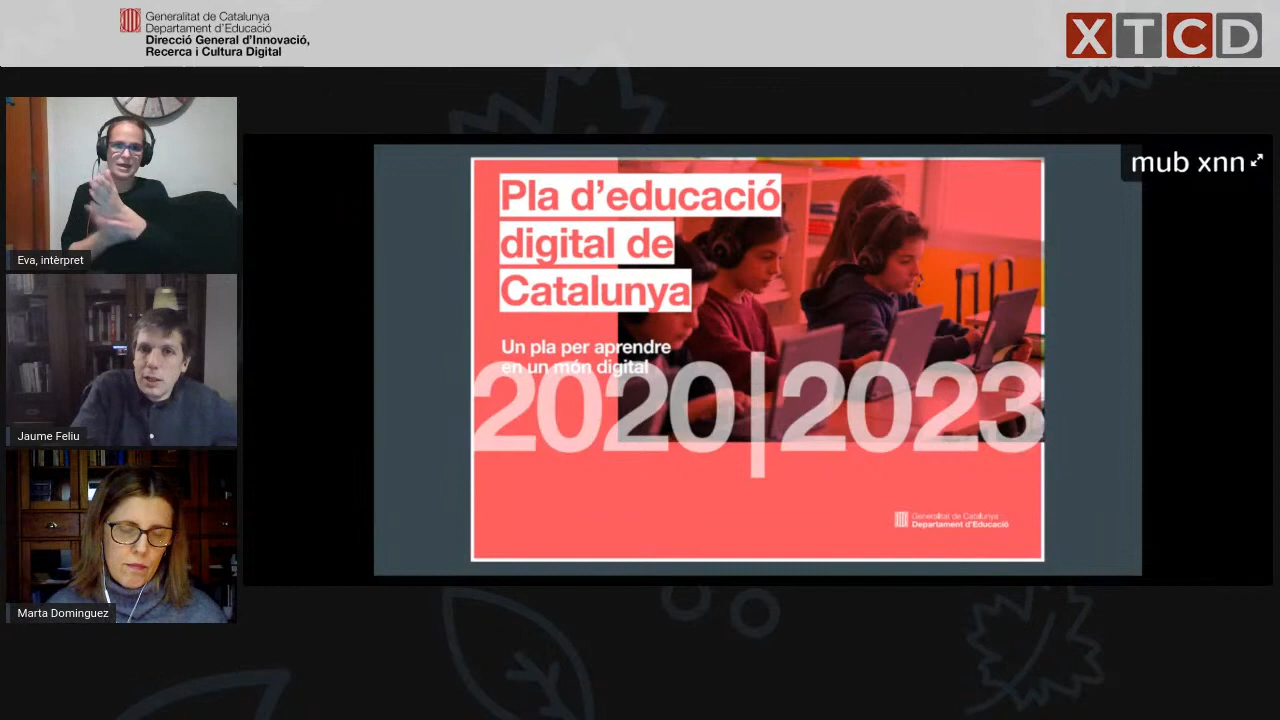 Generalitat de Catalunya
Departament d'Educació
Direcció General d'Innovació,
Recerca i Cultura Digital
XTCD
Eva, intèrpret
Jaume Feliu
Marta Dominguez
mub xnn
Pla d'educació
digital de
Catalunya
Un pla per aprendre
en un món digital
2020|2023
Generalitat de Catalunya
Departament d'Educació